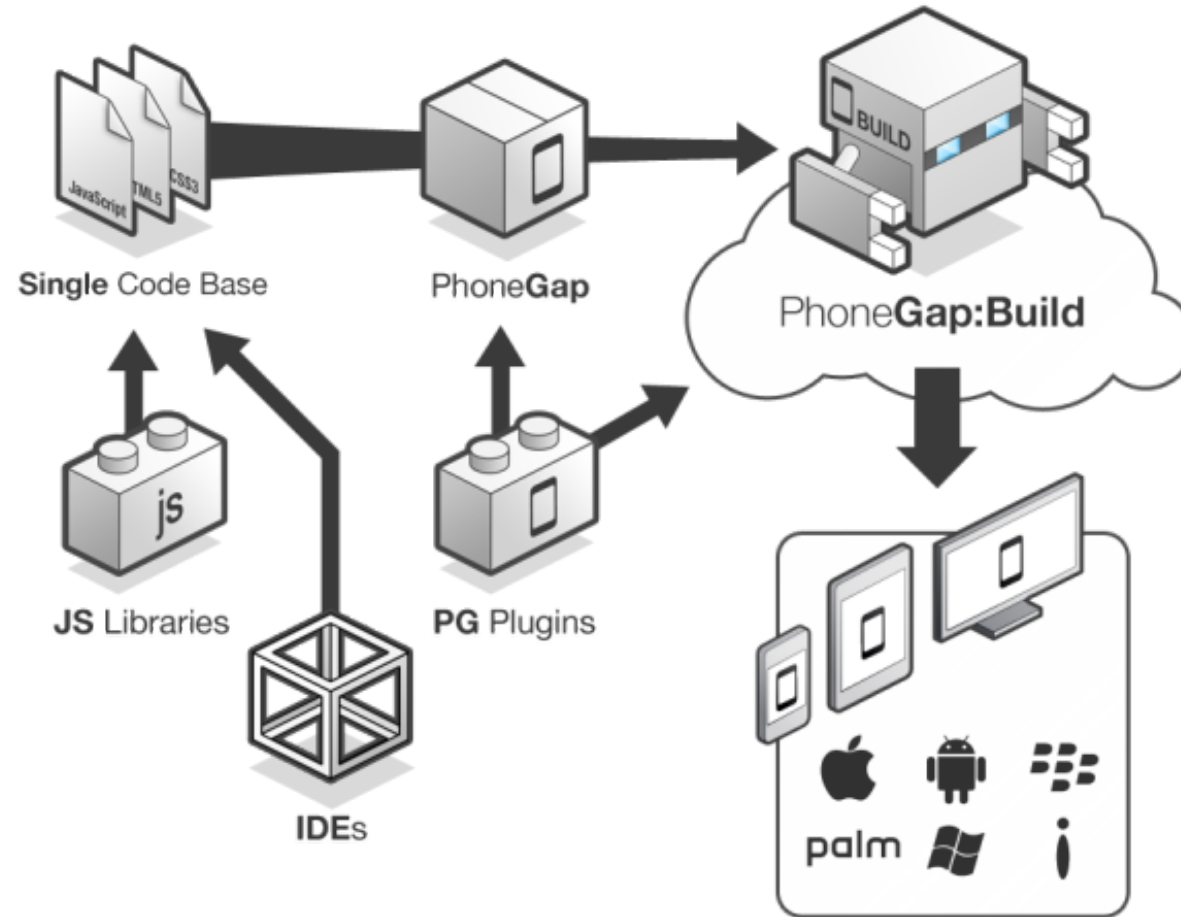 JavaScript
TML5
CSS3
BUILD
Single Code Base
PhoneGap
PhoneGap:Build
js
JS Libraries
PG Plugins
IDEs
palm